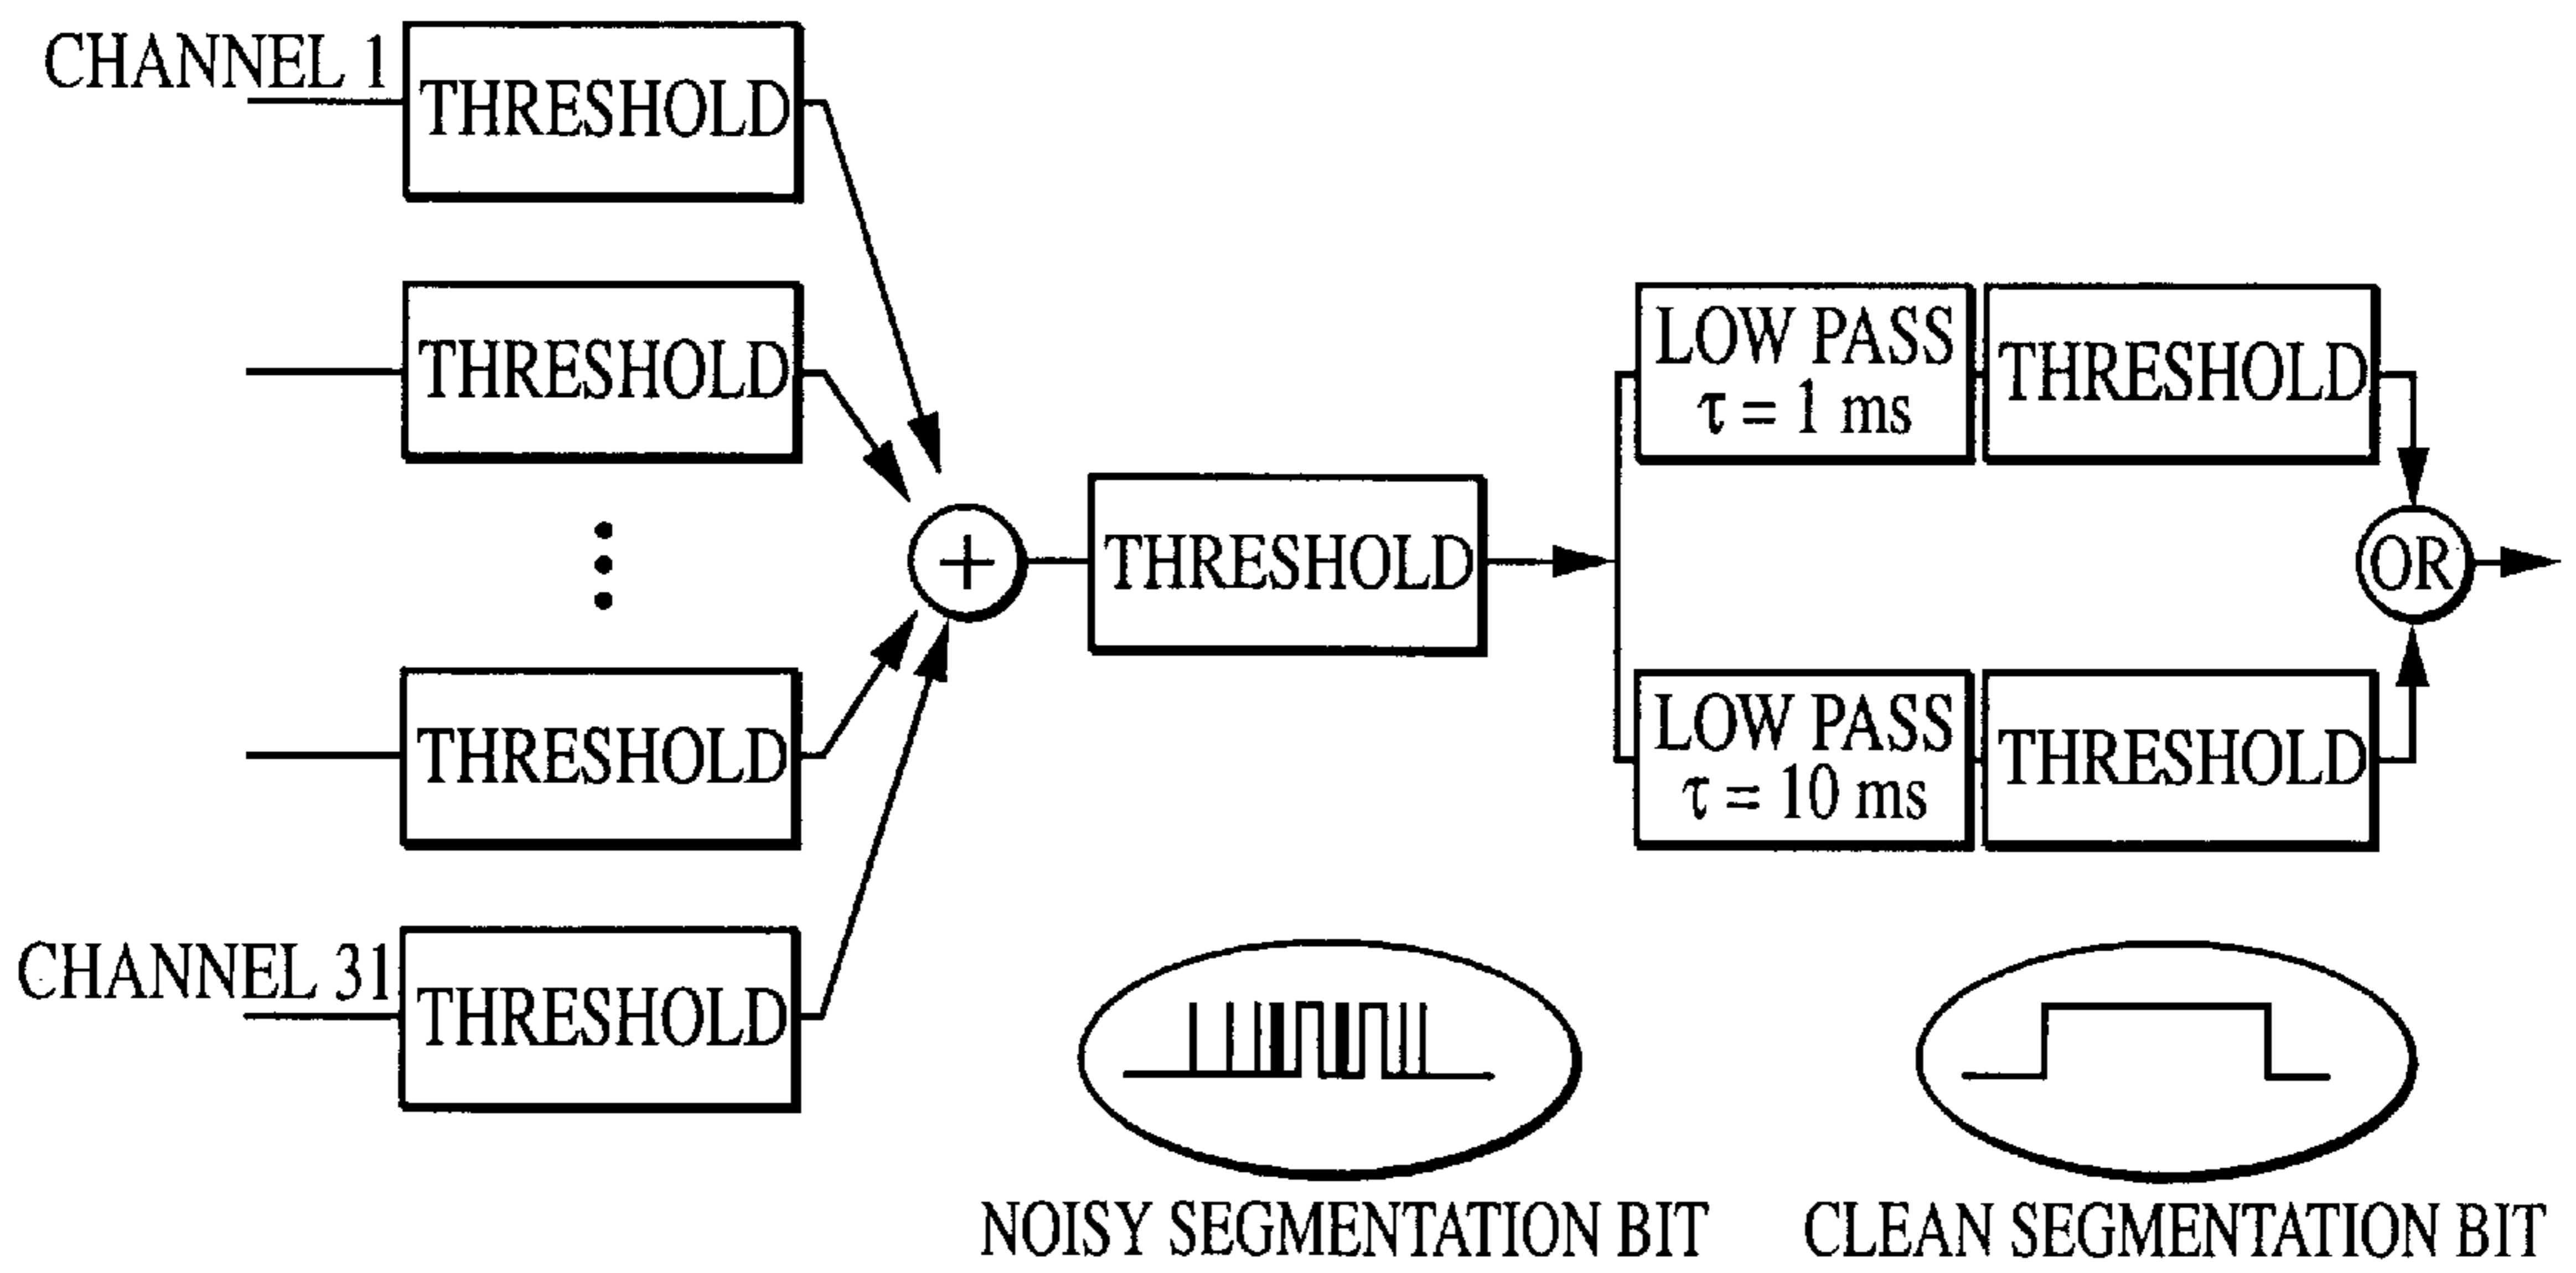 CHANNEL 1
THRESHOLD
THRESHOLD
THRESHOLD
CHANNEL 31
THRESHOLD
+
THRESHOLD
LOW PASS
τ = 1 ms
THRESHOLD
LOW PASS
τ = 10 ms
THRESHOLD
OR
NOISY SEGMENTATION BIT
CLEAN SEGMENTATION BIT